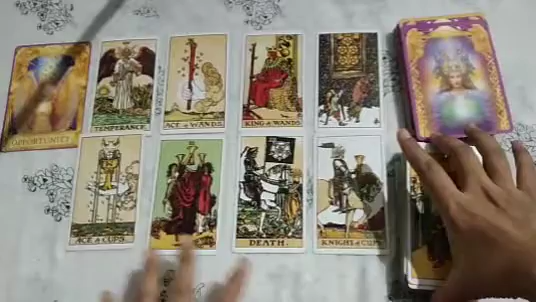 OPPORTUNITY
TEMPERANCE.
ACE of WANDS.
KING of WANDS.
ACE of CUPS.
DEATH.
KNIGHT of CUPS.